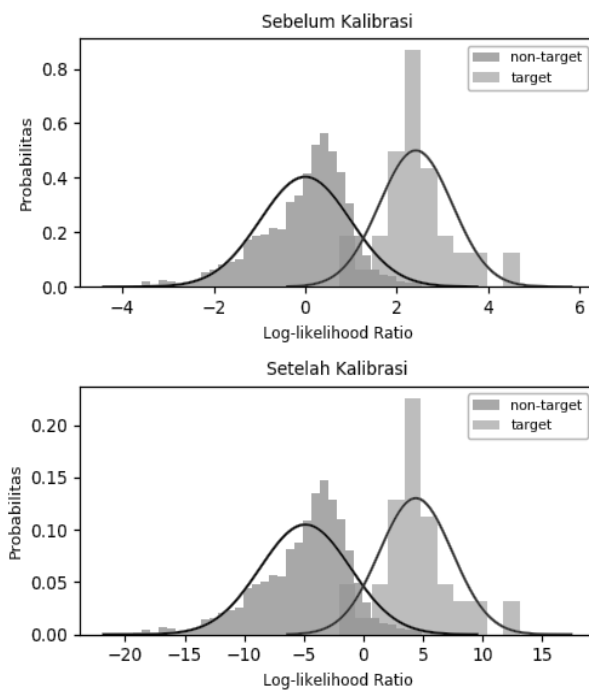 Sebelum Kalibrasi
non-target
target
Probabilitas
0.8
0.6
0.4
0.2
0.0
−4
−2
0
2
4
6
Log-likelihood Ratio
Setelah Kalibrasi
non-target
target
Probabilitas
0.20
0.15
0.10
0.05
0.00
−20
−15
−10
−5
0
5
10
15
Log-likelihood Ratio